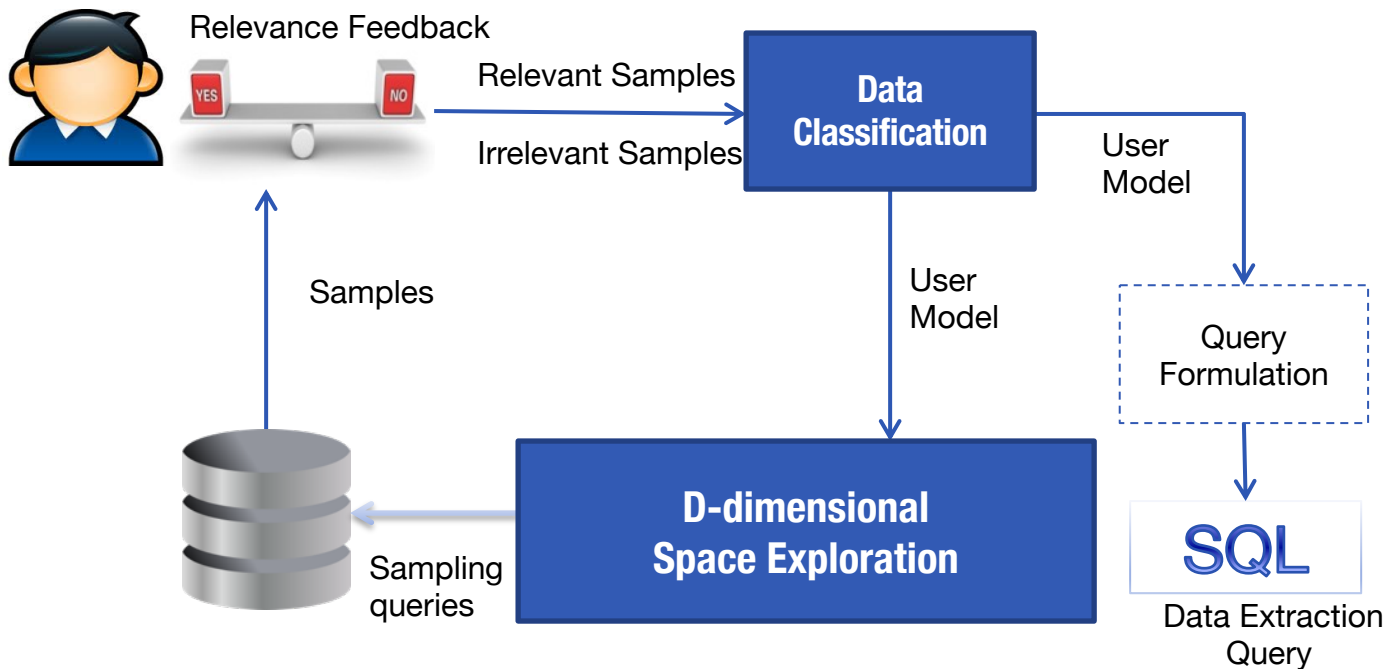 Relevance Feedback
YES
NO
Relevant Samples
Irrelevant Samples
Data
Classification
User
Model
Samples
User
Model
Query
Formulation
D-dimensional
Space Exploration
Sampling
queries
SQL
Data Extraction
Query